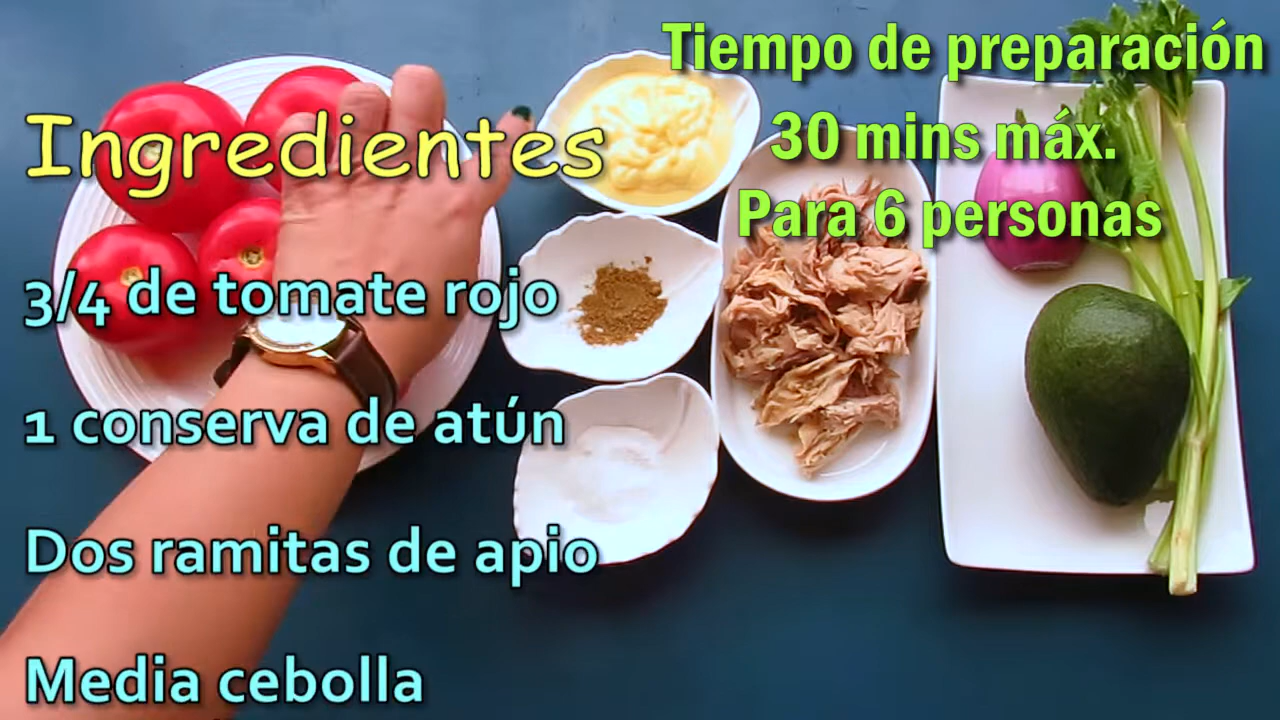 Tiempo de preparación
30 mins máx.
Para 6 personas
Ingredientes
3/4 de tomate rojo
1 conserva de atún
Dos ramitas de apio
Media cebolla